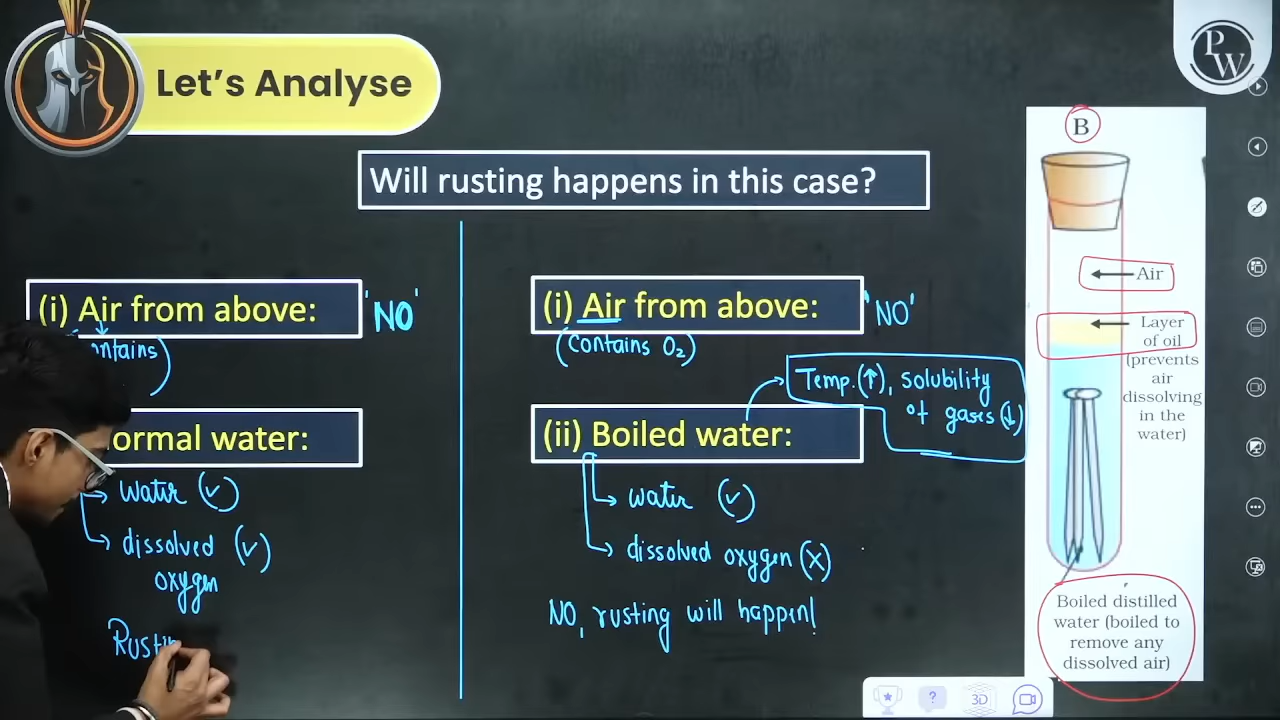 Let's Analyse
PW
Will rusting happens in this case?
(i) Air from above:
'NO'
ormal water:
water (✓)
dissolved (✓)
oxygen
(i) Air from above:
'NO'
(Contains O₂)
Temp.(↑), solubility
of gases (↓)
(ii) Boiled water:
water (✓)
dissolved oxygen (x)
NO, rusting will happen!
B
Air
Layer
of oil
(prevents
air
dissolving
in the
water)
Boiled distilled
water (boiled to
remove any
dissolved air)
3D
?